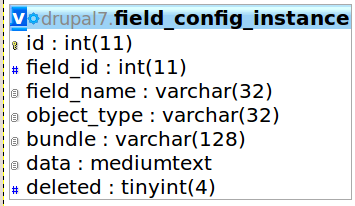 v drupal7.field_config_instance
id : int(11)
field_id : int(11)
field_name : varchar(32)
object_type : varchar(32)
bundle : varchar(128)
data : mediumtext
deleted : tinyint(4)